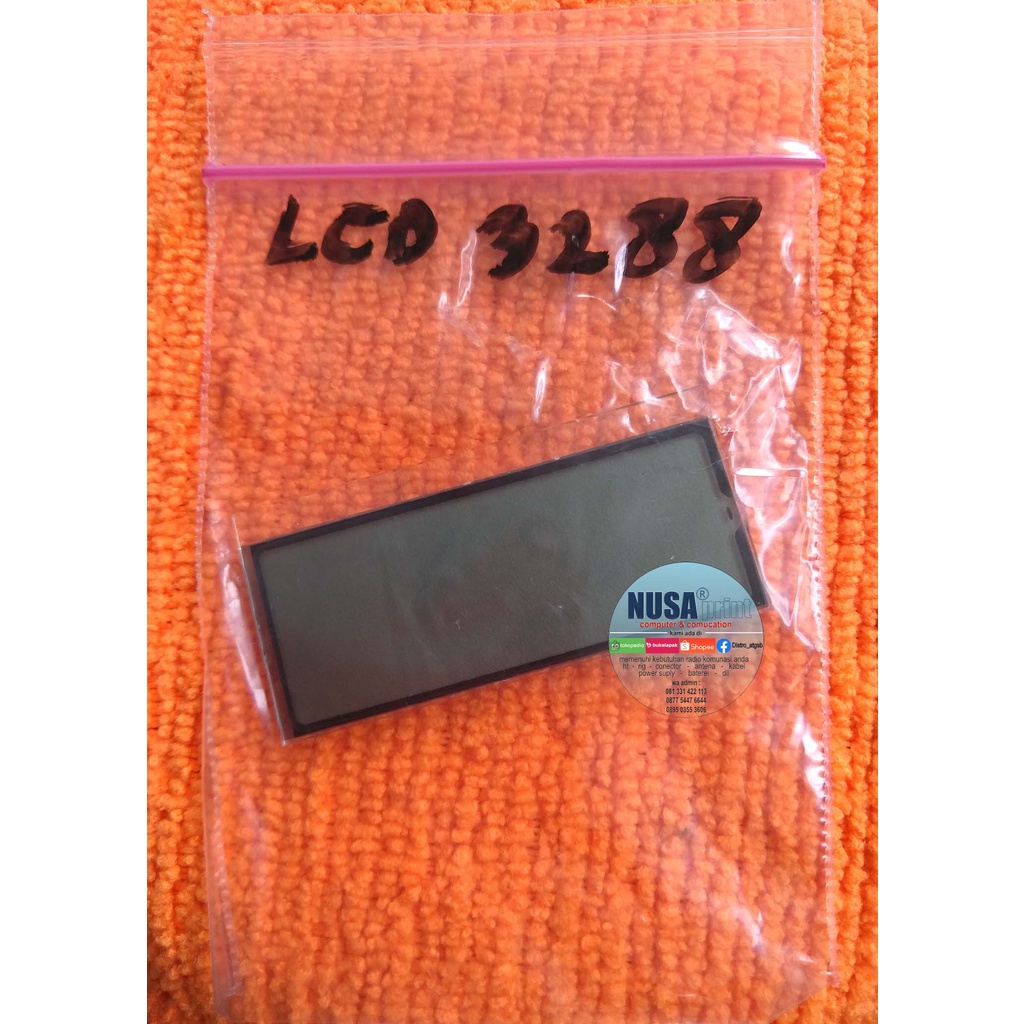 LCD 3288
NUSA®print
computer & comucation
kami ada di
tokopedia bukalapak Shopee Distro_atgsb
memenuhi kebutuhan radio komunasi anda
ht - rig - conector - antena - kabel
power suply - baterei - dll
wa admin :
081 331 422 113
0877 5447 6644
0895 0355 3606